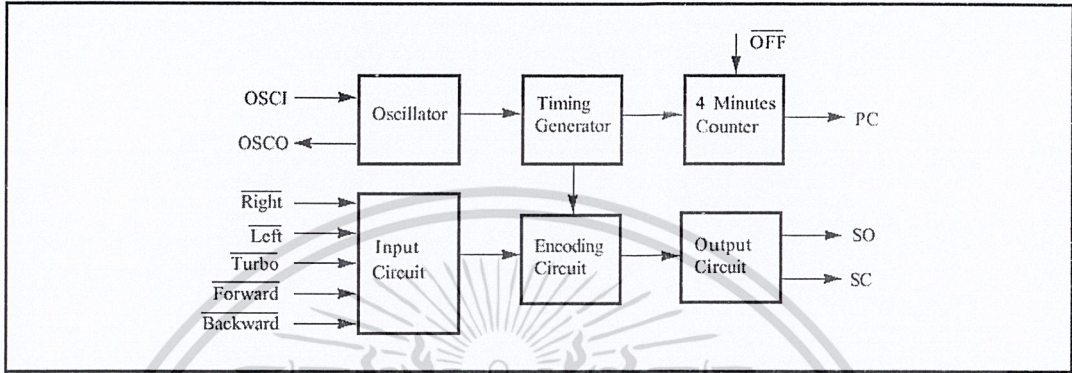 OFF
OSCI
OSCO
Oscillator
Timing
Generator
4 Minutes
Counter
PC
Right
Left
Turbo
Forward
Backward
Input
Circuit
Encoding
Circuit
Output
Circuit
SO
SC